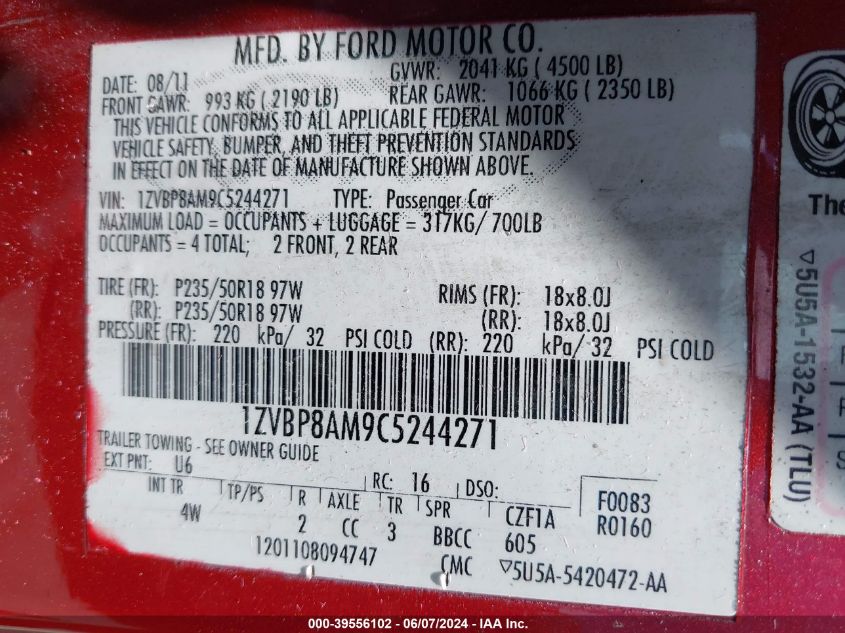 MFD. BY FORD MOTOR CO.
DATE: 08/11 GVWR: 2041 KG ( 4500 LB)
FRONT GAWR: 993 KG ( 2190 LB) REAR GAWR: 1066 KG ( 2350 LB)
THIS VEHICLE CONFORMS TO ALL APPLICABLE FEDERAL MOTOR
VEHICLE SAFETY, BUMPER, AND THEFT PREVENTION STANDARDS
IN EFFECT ON THE DATE OF MANUFACTURE SHOWN ABOVE.
VIN: 1ZVBP8AM9C5244271 TYPE: Passenger Car
MAXIMUM LOAD = OCCUPANTS + LUGGAGE = 317KG/ 700LB
OCCUPANTS = 4 TOTAL; 2 FRONT, 2 REAR
TIRE (FR): P235/50R18 97W RIMS (FR): 18x8.0J
(RR): P235/50R18 97W (RR): 18x8.0J
PRESSURE (FR): 220 kPa/ 32 PSI COLD (RR): 220 kPa/ 32 PSI COLD
1ZVBP8AM9C5244271
TRAILER TOWING - SEE OWNER GUIDE
EXT PNT: U6 RC: 16 DSO:
INT TR TP/PS R AXLE TR SPR CZF1A F0083
4W 2 CC 3 BBCC 605 R0160
1201108094747 CMC ▽5U5A-5420472-AA
The
▽5U5A-1532-AA (TLU)
000-39556102 - 06/07/2024 - IAA Inc.